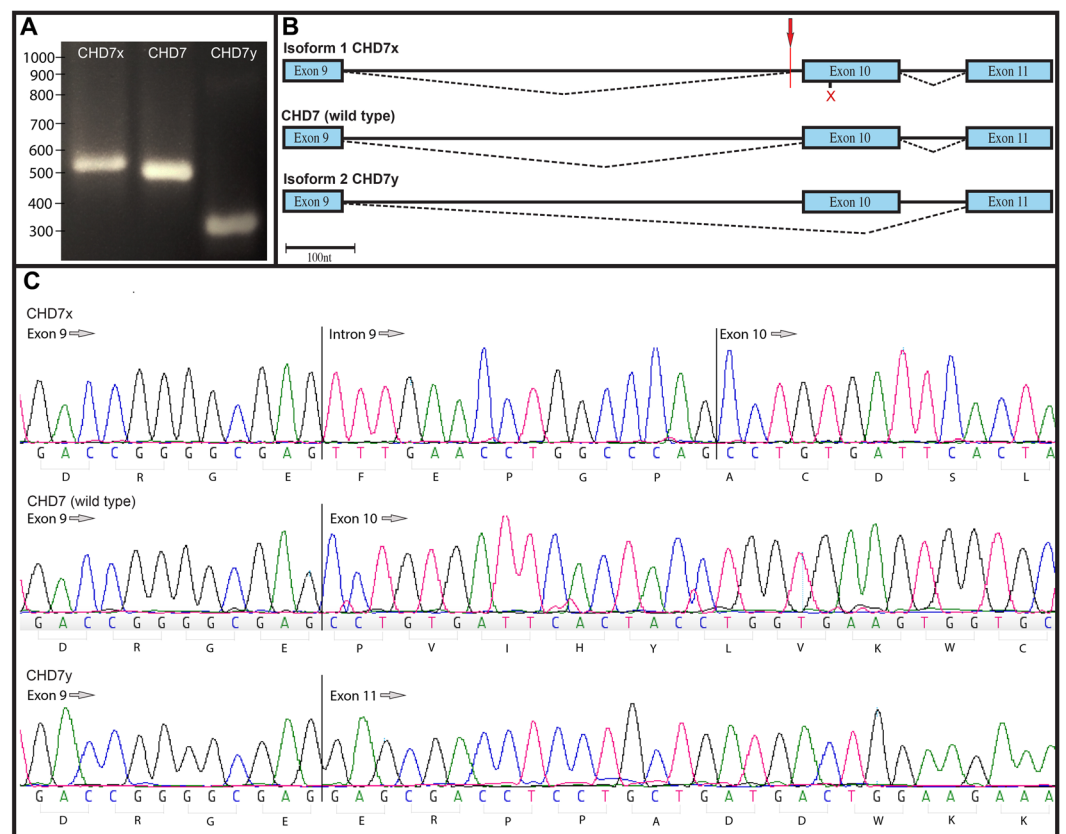 A
CHD7x CHD7 CHD7y
1000
900
800
700
600
500
400
300
B
Isoform 1 CHD7x
Exon 9 Exon 10 Exon 11
X
CHD7 (wild type)
Exon 9 Exon 10 Exon 11
Isoform 2 CHD7y
Exon 9 Exon 10 Exon 11
100nt
C
CHD7x
Exon 9 Intron 9 Exon 10
G A C C G G G G C G A G T T T G A A C C T G G C C C A G C C T G T G A T T C A C T A
D R G E F E P G P A C D S L
CHD7 (wild type)
Exon 9 Exon 10
G A C C G G G G C G A G C C T G T G A T T C A C T A C C T G G T G A A G T G G T G C
D R G E P V I H Y L V K W C
CHD7y
Exon 9 Exon 11
G A C C G G G G C G A G G A G C G A C C T C C T G C T G A T G A C T G G A A G A A A
D R G E E R P P A D D W K K